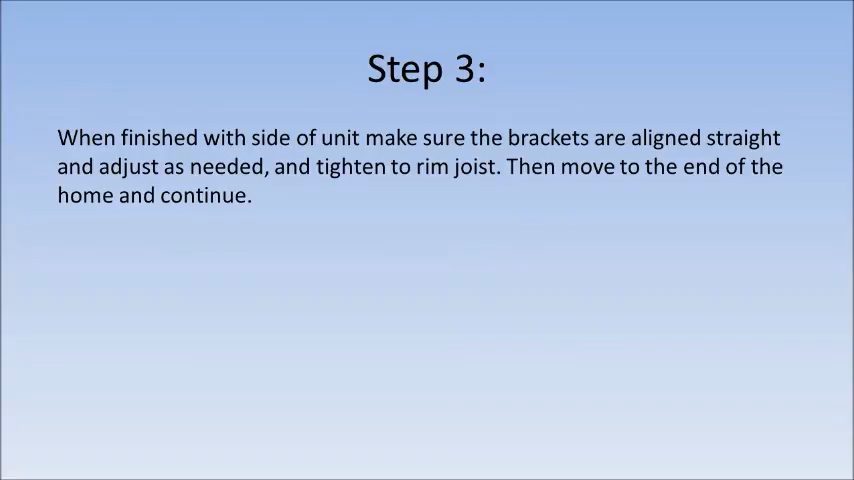 Step 3:
When finished with side of unit make sure the brackets are aligned straight
and adjust as needed, and tighten to rim joist. Then move to the end of the
home and continue.